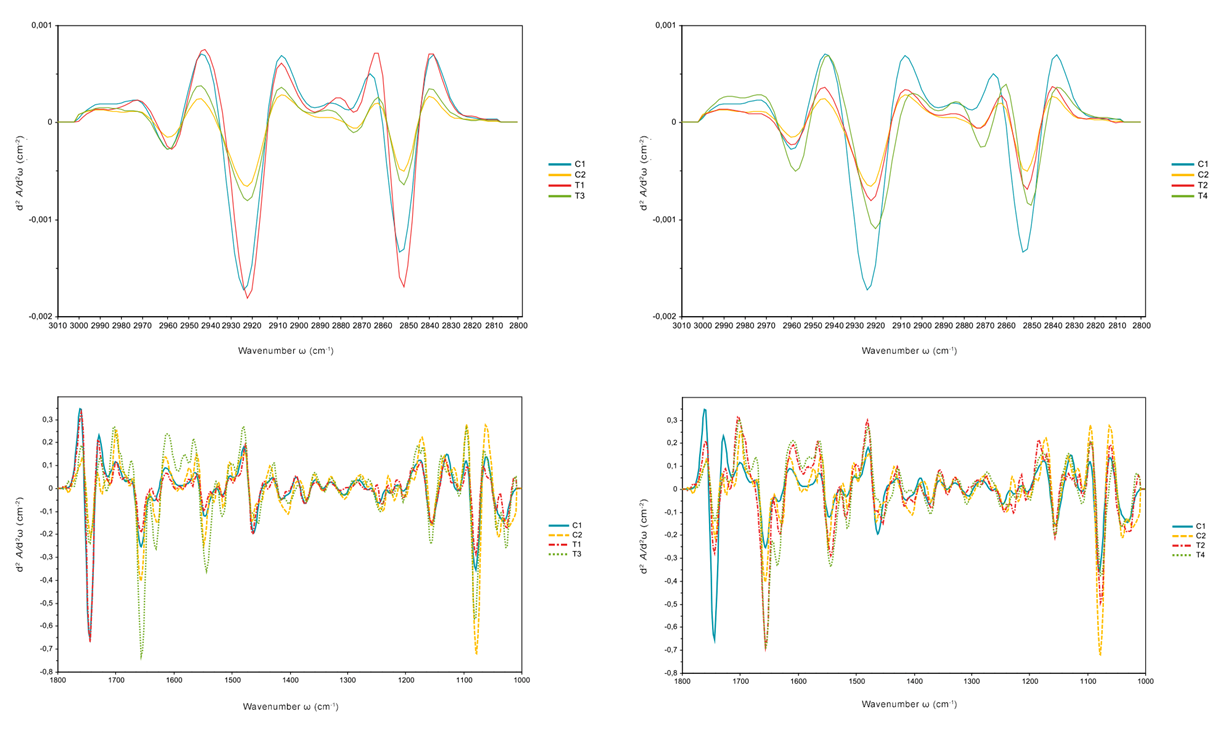 0,001
0
-0,001
-0,002
3010 3000 2990 2980 2970 2960 2950 2940 2930 2920 2910 2900 2890 2880 2870 2860 2850 2840 2830 2820 2810 2800
Wavenumber ω (cm⁻¹)
d² A/d²ω (cm⁻²)
C1
C2
T1
T3
0,001
0
-0,001
-0,002
3010 3000 2990 2980 2970 2960 2950 2940 2930 2920 2910 2900 2890 2880 2870 2860 2850 2840 2830 2820 2810 2800
Wavenumber ω (cm⁻¹)
d² A/d²ω (cm⁻²)
C1
C2
T2
T4
0,3
0,2
0,1
0
-0,1
-0,2
-0,3
-0,4
-0,5
-0,6
-0,7
-0,8
1800 1700 1600 1500 1400 1300 1200 1100 1000
Wavenumber ω (cm⁻¹)
d² A/d²ω (cm⁻²)
C1
C2
T1
T3
0,3
0,2
0,1
0
-0,1
-0,2
-0,3
-0,4
-0,5
-0,6
-0,7
-0,8
1800 1700 1600 1500 1400 1300 1200 1100 1000
Wavenumber ω (cm⁻¹)
d² A/d²ω (cm⁻²)
C1
C2
T2
T4